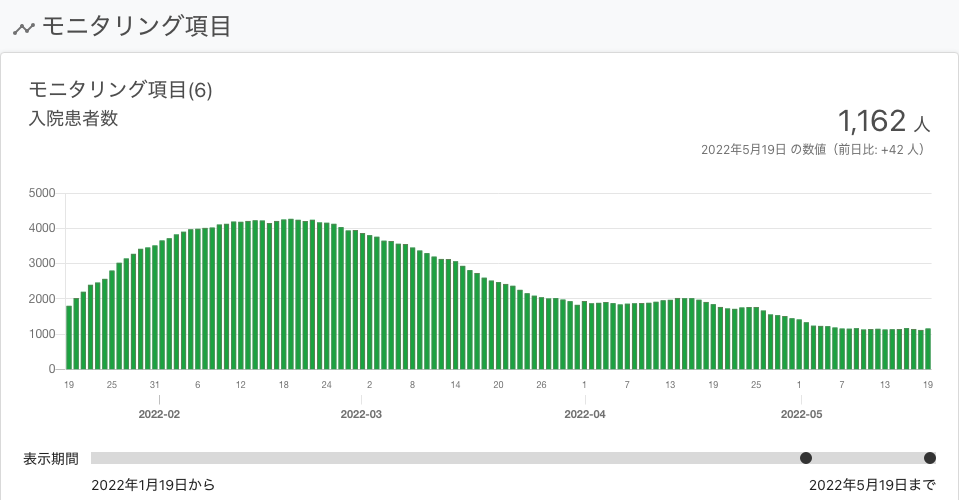 モニタリング項目
モニタリング項目(6)
入院患者数
1,162 人
2022年5月19日 の数値（前日比: +42 人）
5000
4000
3000
2000
1000
0
19 25 31 6 12 18 24 2 8 14 20 26 1 7 13 19 25 1 7 13 19
2022-02 2022-03 2022-04 2022-05
表示期間
2022年1月19日から 2022年5月19日まで